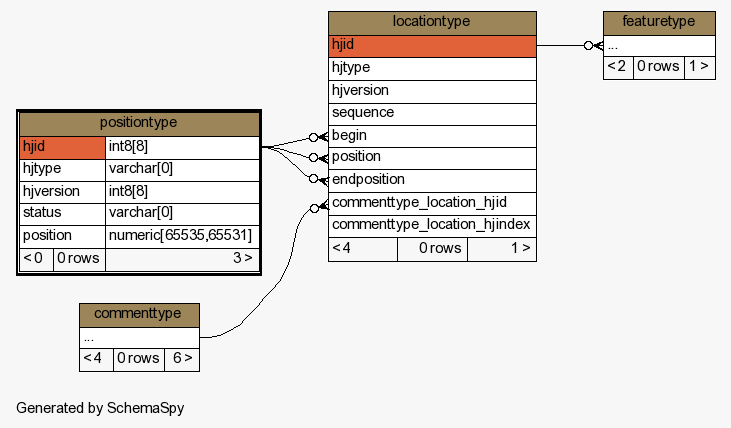 locationtype
hjid
hjtype
hjversion
sequence
begin
position
endposition
commenttype_location_hjid
commenttype_location_hjindex
< 4 0 rows 1 >
featuretype
...
< 2 0 rows 1 >
positiontype
hjid int8[8]
hjtype varchar[0]
hjversion int8[8]
status varchar[0]
position numeric[65535,65531]
< 0 0 rows 3 >
commenttype
...
< 4 0 rows 6 >
Generated by SchemaSpy